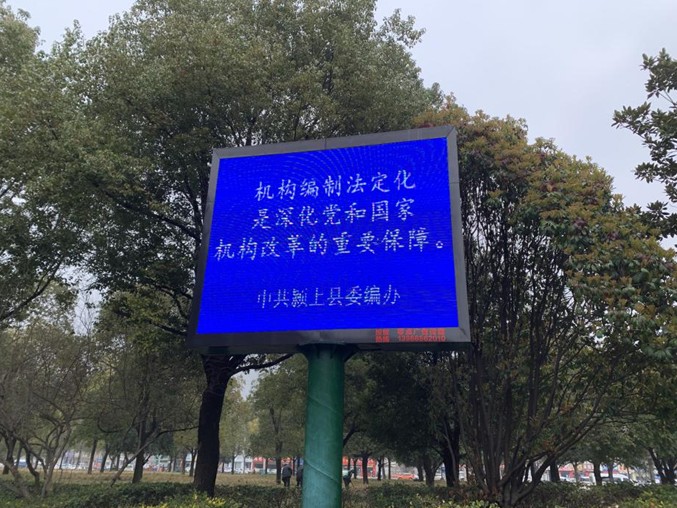 机构编制法定化
是深化党和国家
机构改革的重要保障。
中共颍上县委编办